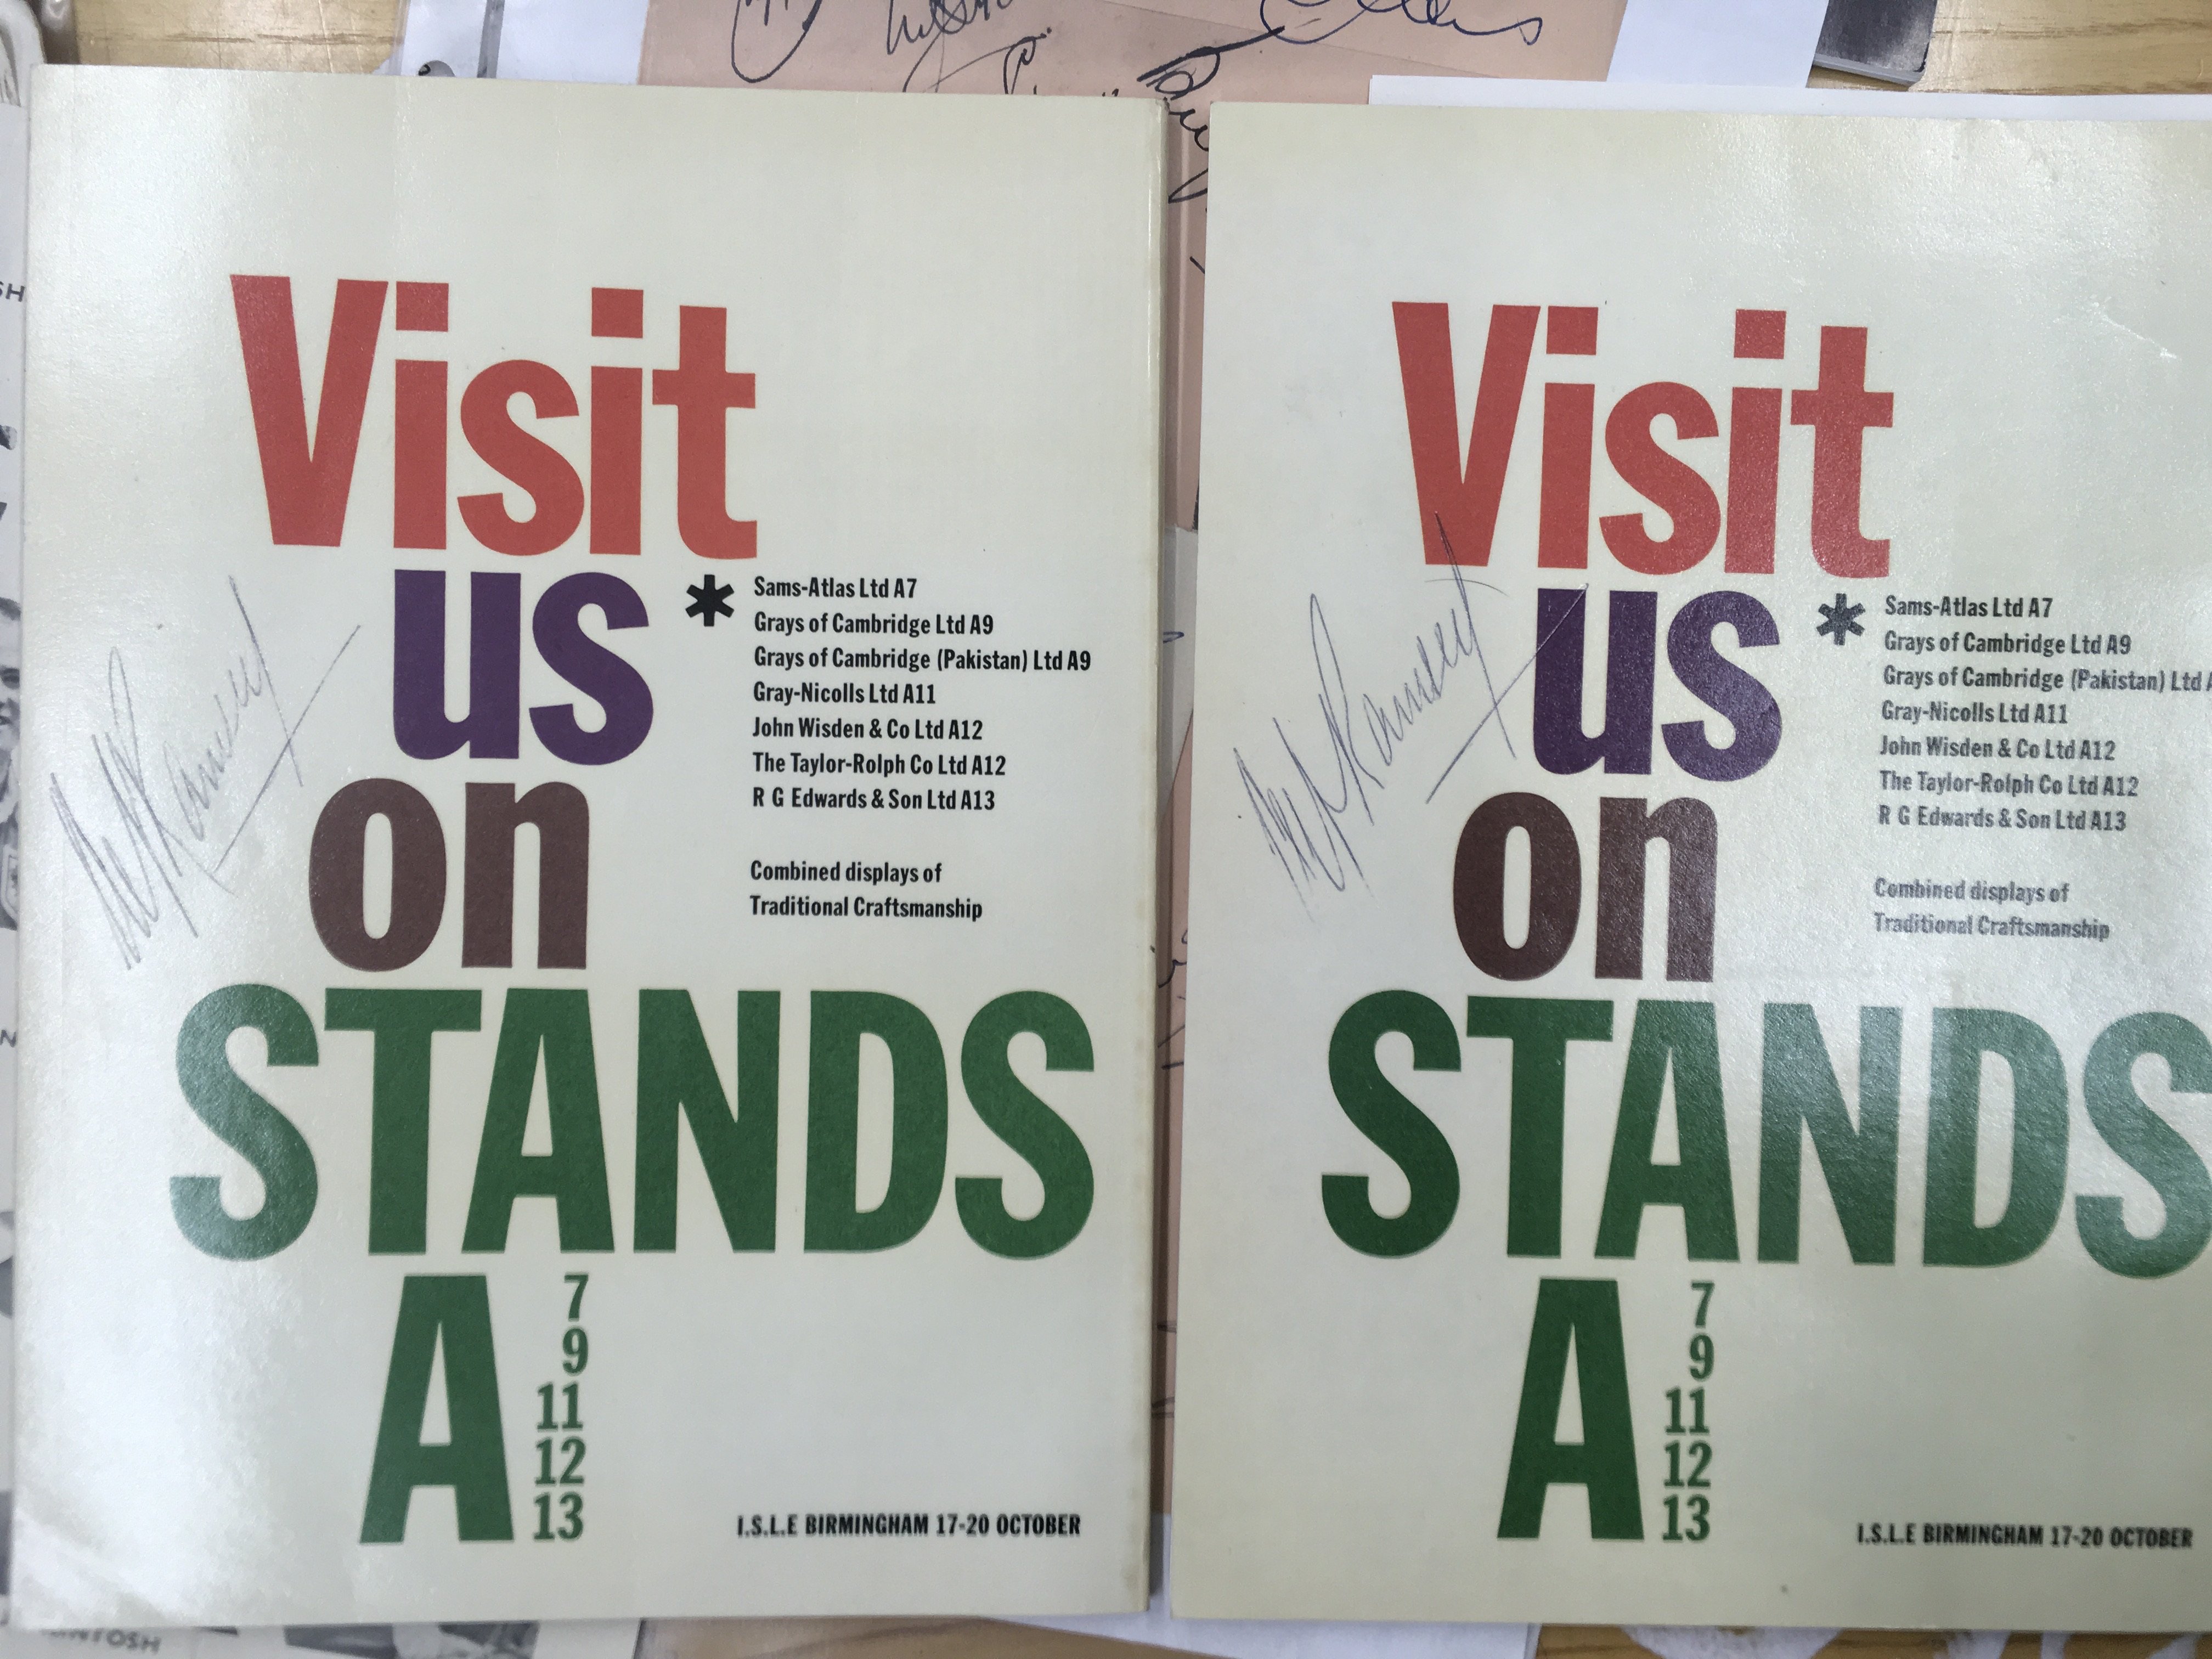 Visit
us
on
STANDS
A
7
9
11
12
13
* Sams-Atlas Ltd A7
Grays of Cambridge Ltd A9
Grays of Cambridge (Pakistan) Ltd A9
Gray-Nicolls Ltd A11
John Wisden & Co Ltd A12
The Taylor-Rolph Co Ltd A12
R G Edwards & Son Ltd A13
Combined displays of
Traditional Craftsmanship
I.S.L.E BIRMINGHAM 17-20 OCTOBER
Alf Ramsey
Visit
us
on
STANDS
A
7
9
11
12
13
* Sams-Atlas Ltd A7
Grays of Cambridge Ltd A9
Grays of Cambridge (Pakistan) Ltd
Gray-Nicolls Ltd A11
John Wisden & Co Ltd A12
The Taylor-Rolph Co Ltd A12
R G Edwards & Son Ltd A13
Combined displays of
Traditional Craftsmanship
I.S.L.E BIRMINGHAM 17-20 OCTOBER
Alf Ramsey